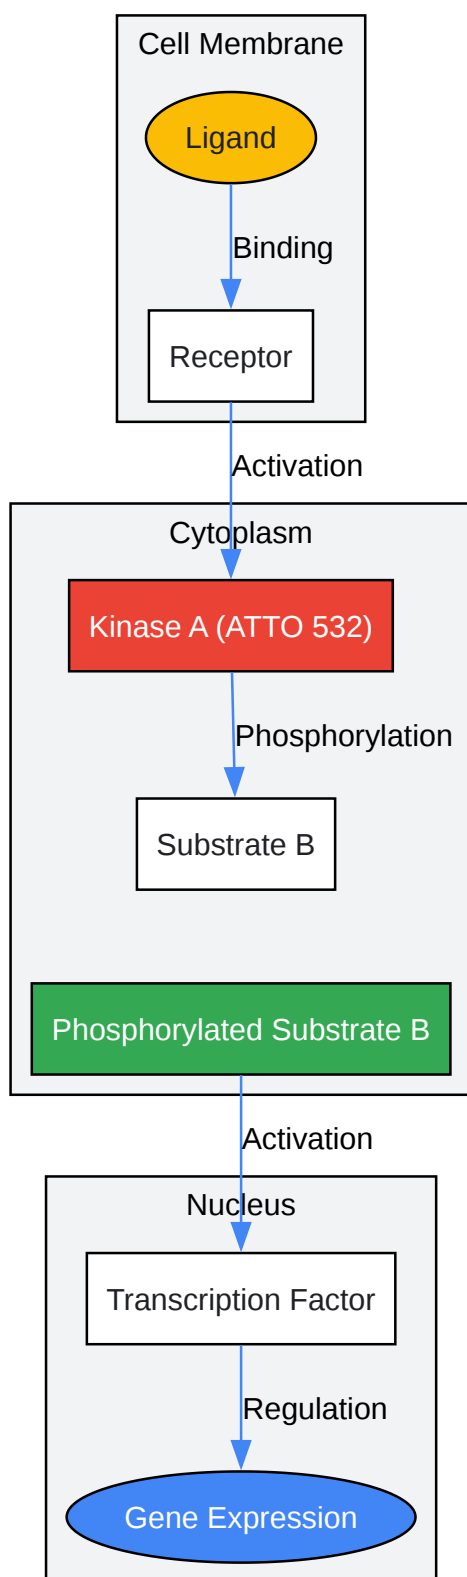 Cell Membrane
Ligand
Binding
Receptor
Activation
Cytoplasm
Kinase A (ATTO 532)
Phosphorylation
Substrate B
Phosphorylated Substrate B
Activation
Nucleus
Transcription Factor
Regulation
Gene Expression